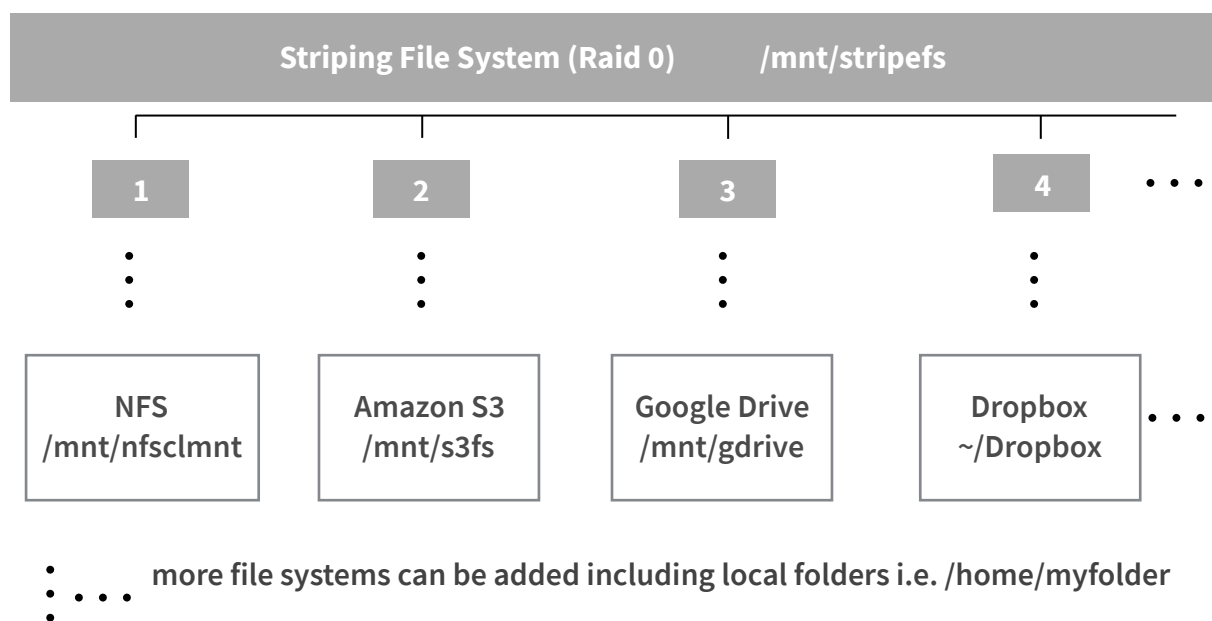 Striping File System (Raid 0) /mnt/stripefs
1 2 3 4
NFS
/mnt/nfsclmnt
Amazon S3
/mnt/s3fs
Google Drive
/mnt/gdrive
Dropbox
~/Dropbox
more file systems can be added including local folders i.e. /home/myfolder